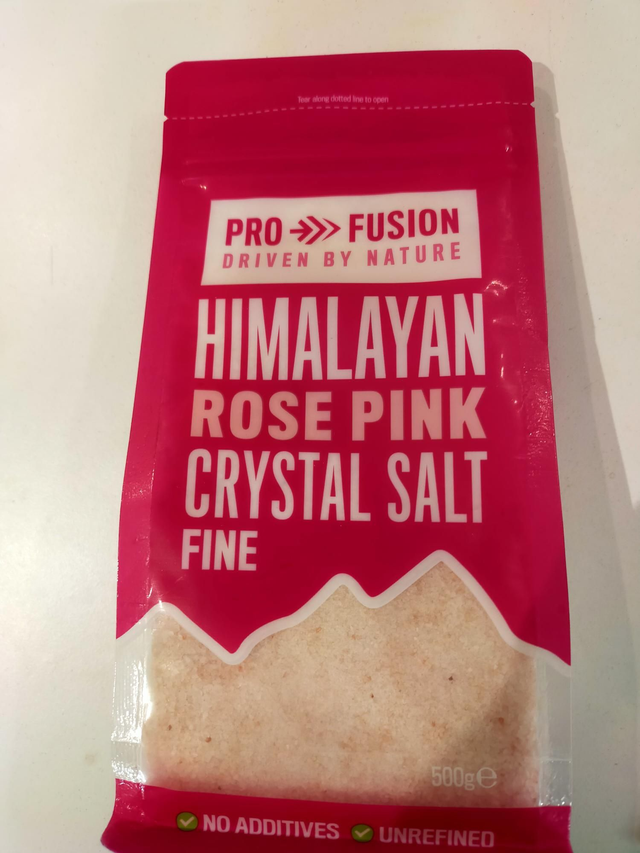 Tear along dotted line to open
PRO FUSION
DRIVEN BY NATURE
HIMALAYAN
ROSE PINK
CRYSTAL SALT
FINE
500g℮
NO ADDITIVES UNREFINED